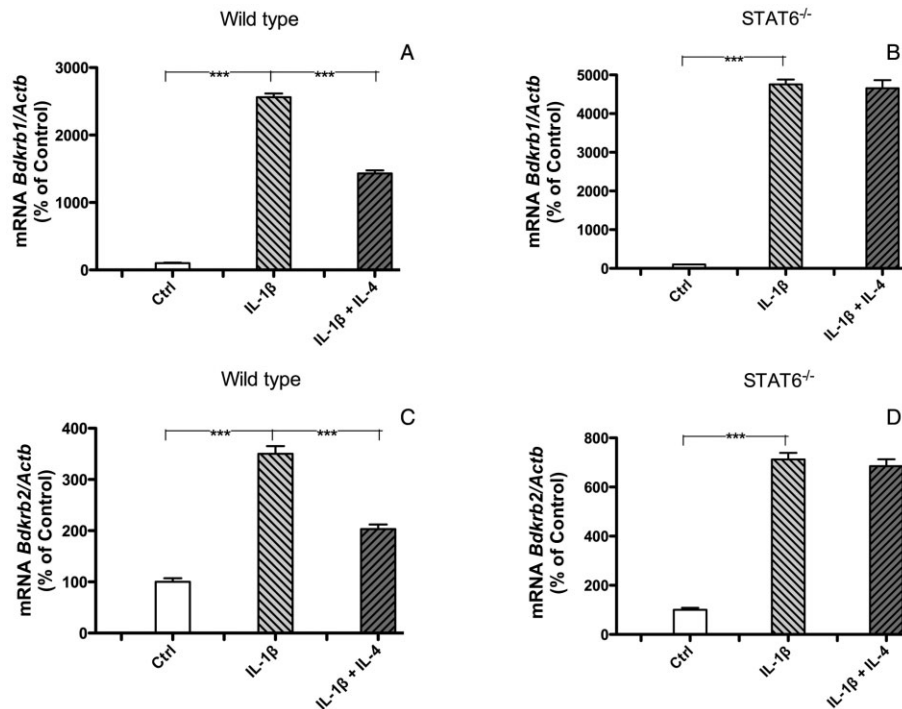 Wild type
A
mRNA Bdkrb1/Actb
(% of Control)
3000
2000
1000
0
***
***
Ctrl
IL-1β
IL-1β + IL-4
STAT6-/-
B
mRNA Bdkrb1/Actb
(% of Control)
5000
4000
3000
2000
1000
0
***
Ctrl
IL-1β
IL-1β + IL-4
Wild type
C
mRNA Bdkrb2/Actb
(% of Control)
400
300
200
100
0
***
***
Ctrl
IL-1β
IL-1β + IL-4
STAT6-/-
D
mRNA Bdkrb2/Actb
(% of Control)
800
600
400
200
0
***
Ctrl
IL-1β
IL-1β + IL-4